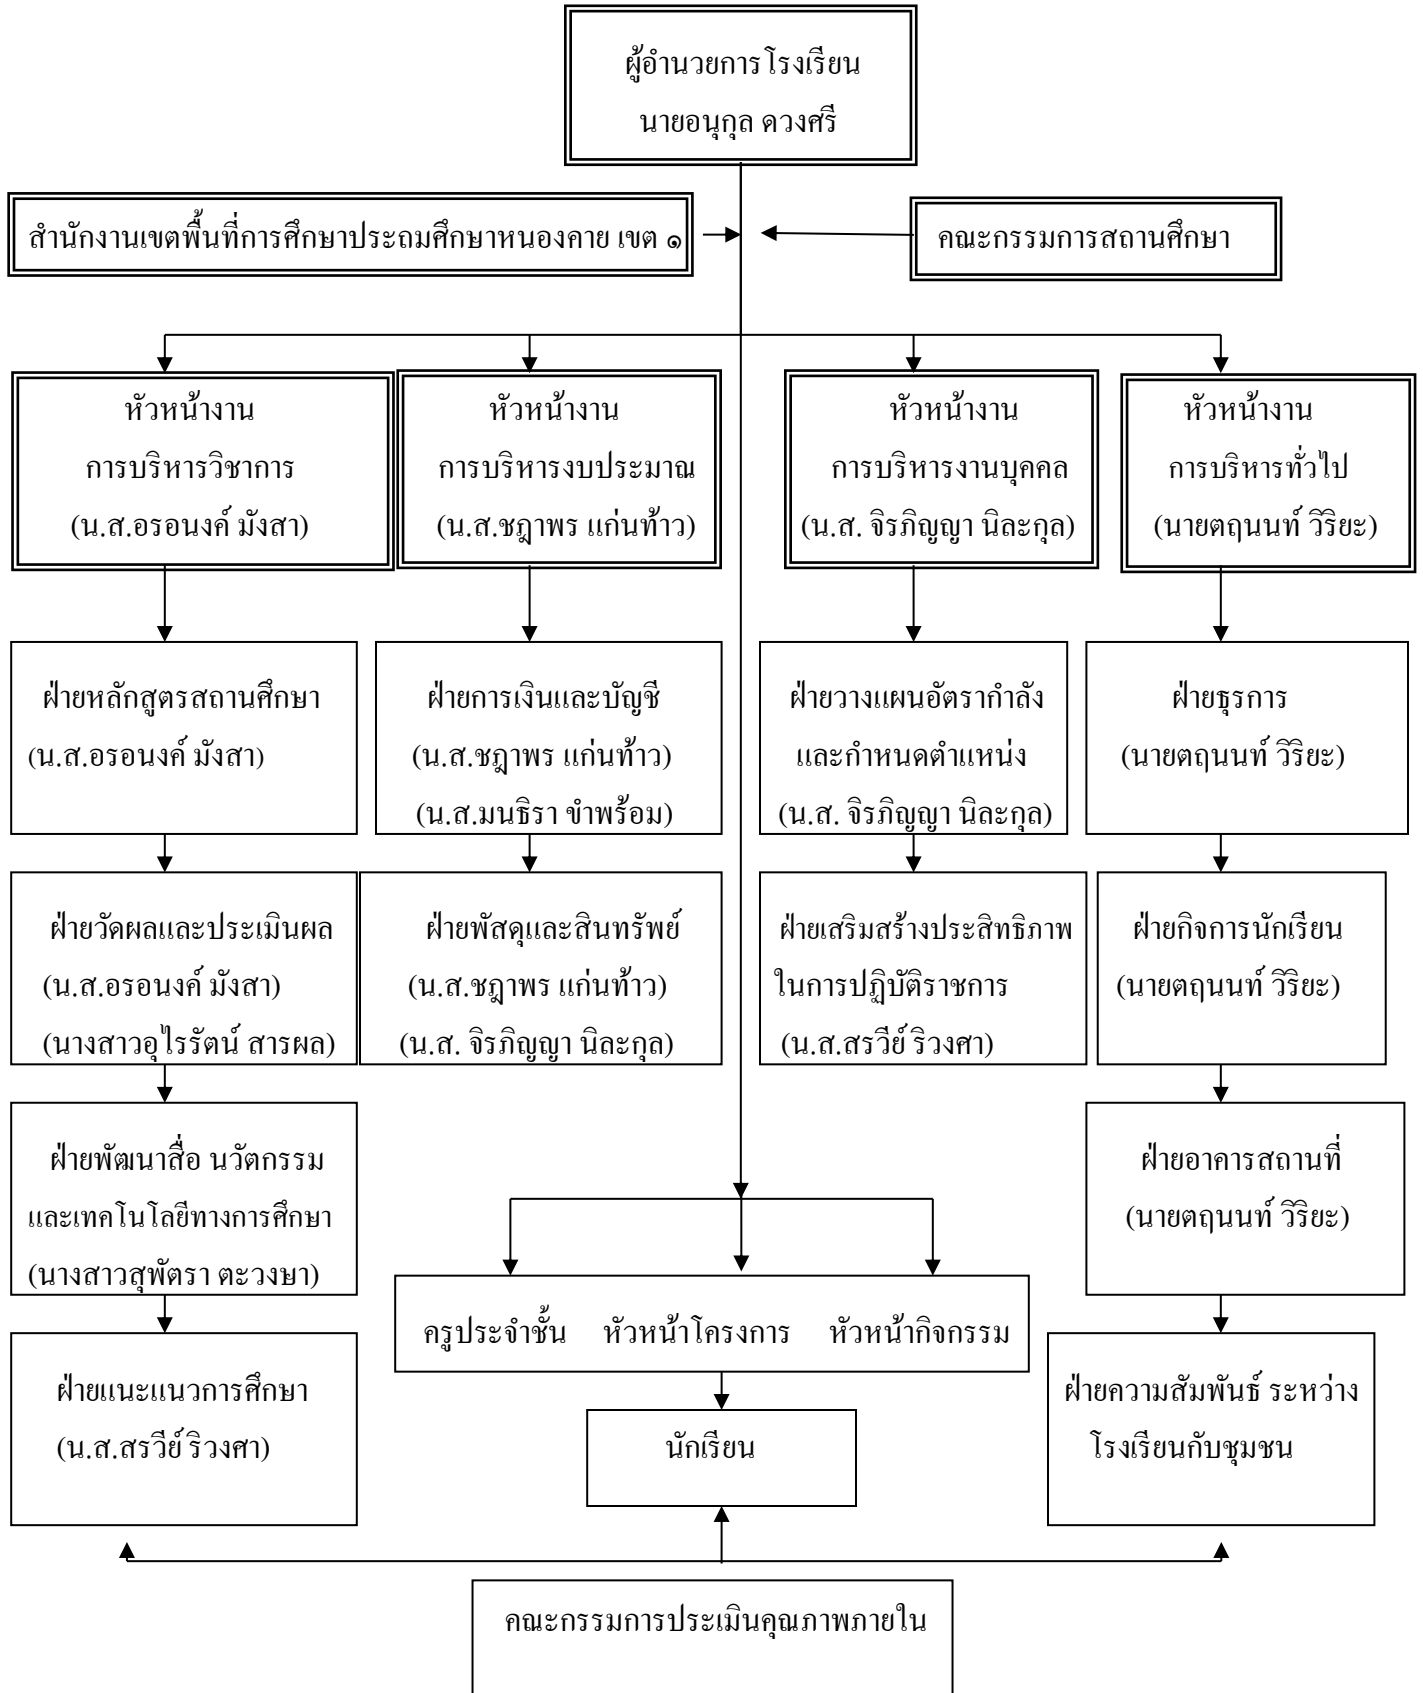 ผู้อำนวยการโรงเรียน
นายอนุกุล ดวงศรี
สำนักงานเขตพื้นที่การศึกษาประถมศึกษาหนองคาย เขต ๑
คณะกรรมการสถานศึกษา
หัวหน้างาน
การบริหารวิชาการ
(น.ส.อรอนงค์ มังสา)
หัวหน้างาน
การบริหารงบประมาณ
(น.ส.ชฎาพร แก่นท้าว)
หัวหน้างาน
การบริหารงานบุคคล
(น.ส. จิรภิญญา นิละกุล)
หัวหน้างาน
การบริหารทั่วไป
(นายตฤนนท์ วิริยะ)
ฝ่ายหลักสูตรสถานศึกษา
(น.ส.อรอนงค์ มังสา)
ฝ่ายการเงินและบัญชี
(น.ส.ชฎาพร แก่นท้าว)
(น.ส.มนธิรา ขำพร้อม)
ฝ่ายวางแผนอัตรากำลัง
และกำหนดตำแหน่ง
(น.ส. จิรภิญญา นิละกุล)
ฝ่ายธุรการ
(นายตฤนนท์ วิริยะ)
ฝ่ายวัดผลและประเมินผล
(น.ส.อรอนงค์ มังสา)
(นางสาวอุไรรัตน์ สารผล)
ฝ่ายพัสดุและสินทรัพย์
(น.ส.ชฎาพร แก่นท้าว)
(น.ส. จิรภิญญา นิละกุล)
ฝ่ายเสริมสร้างประสิทธิภาพ
ในการปฏิบัติราชการ
(น.ส.สรวีย์ ริวงศา)
ฝ่ายกิจการนักเรียน
(นายตฤนนท์ วิริยะ)
ฝ่ายพัฒนาสื่อ นวัตกรรม
และเทคโนโลยีทางการศึกษา
(นางสาวสุพัตรา ตะวงษา)
ฝ่ายอาคารสถานที่
(นายตฤนนท์ วิริยะ)
ครูประจำชั้น หัวหน้าโครงการ หัวหน้ากิจกรรม
ฝ่ายแนะแนวการศึกษา
(น.ส.สรวีย์ ริวงศา)
นักเรียน
ฝ่ายความสัมพันธ์ ระหว่าง
โรงเรียนกับชุมชน
คณะกรรมการประเมินคุณภาพภายใน